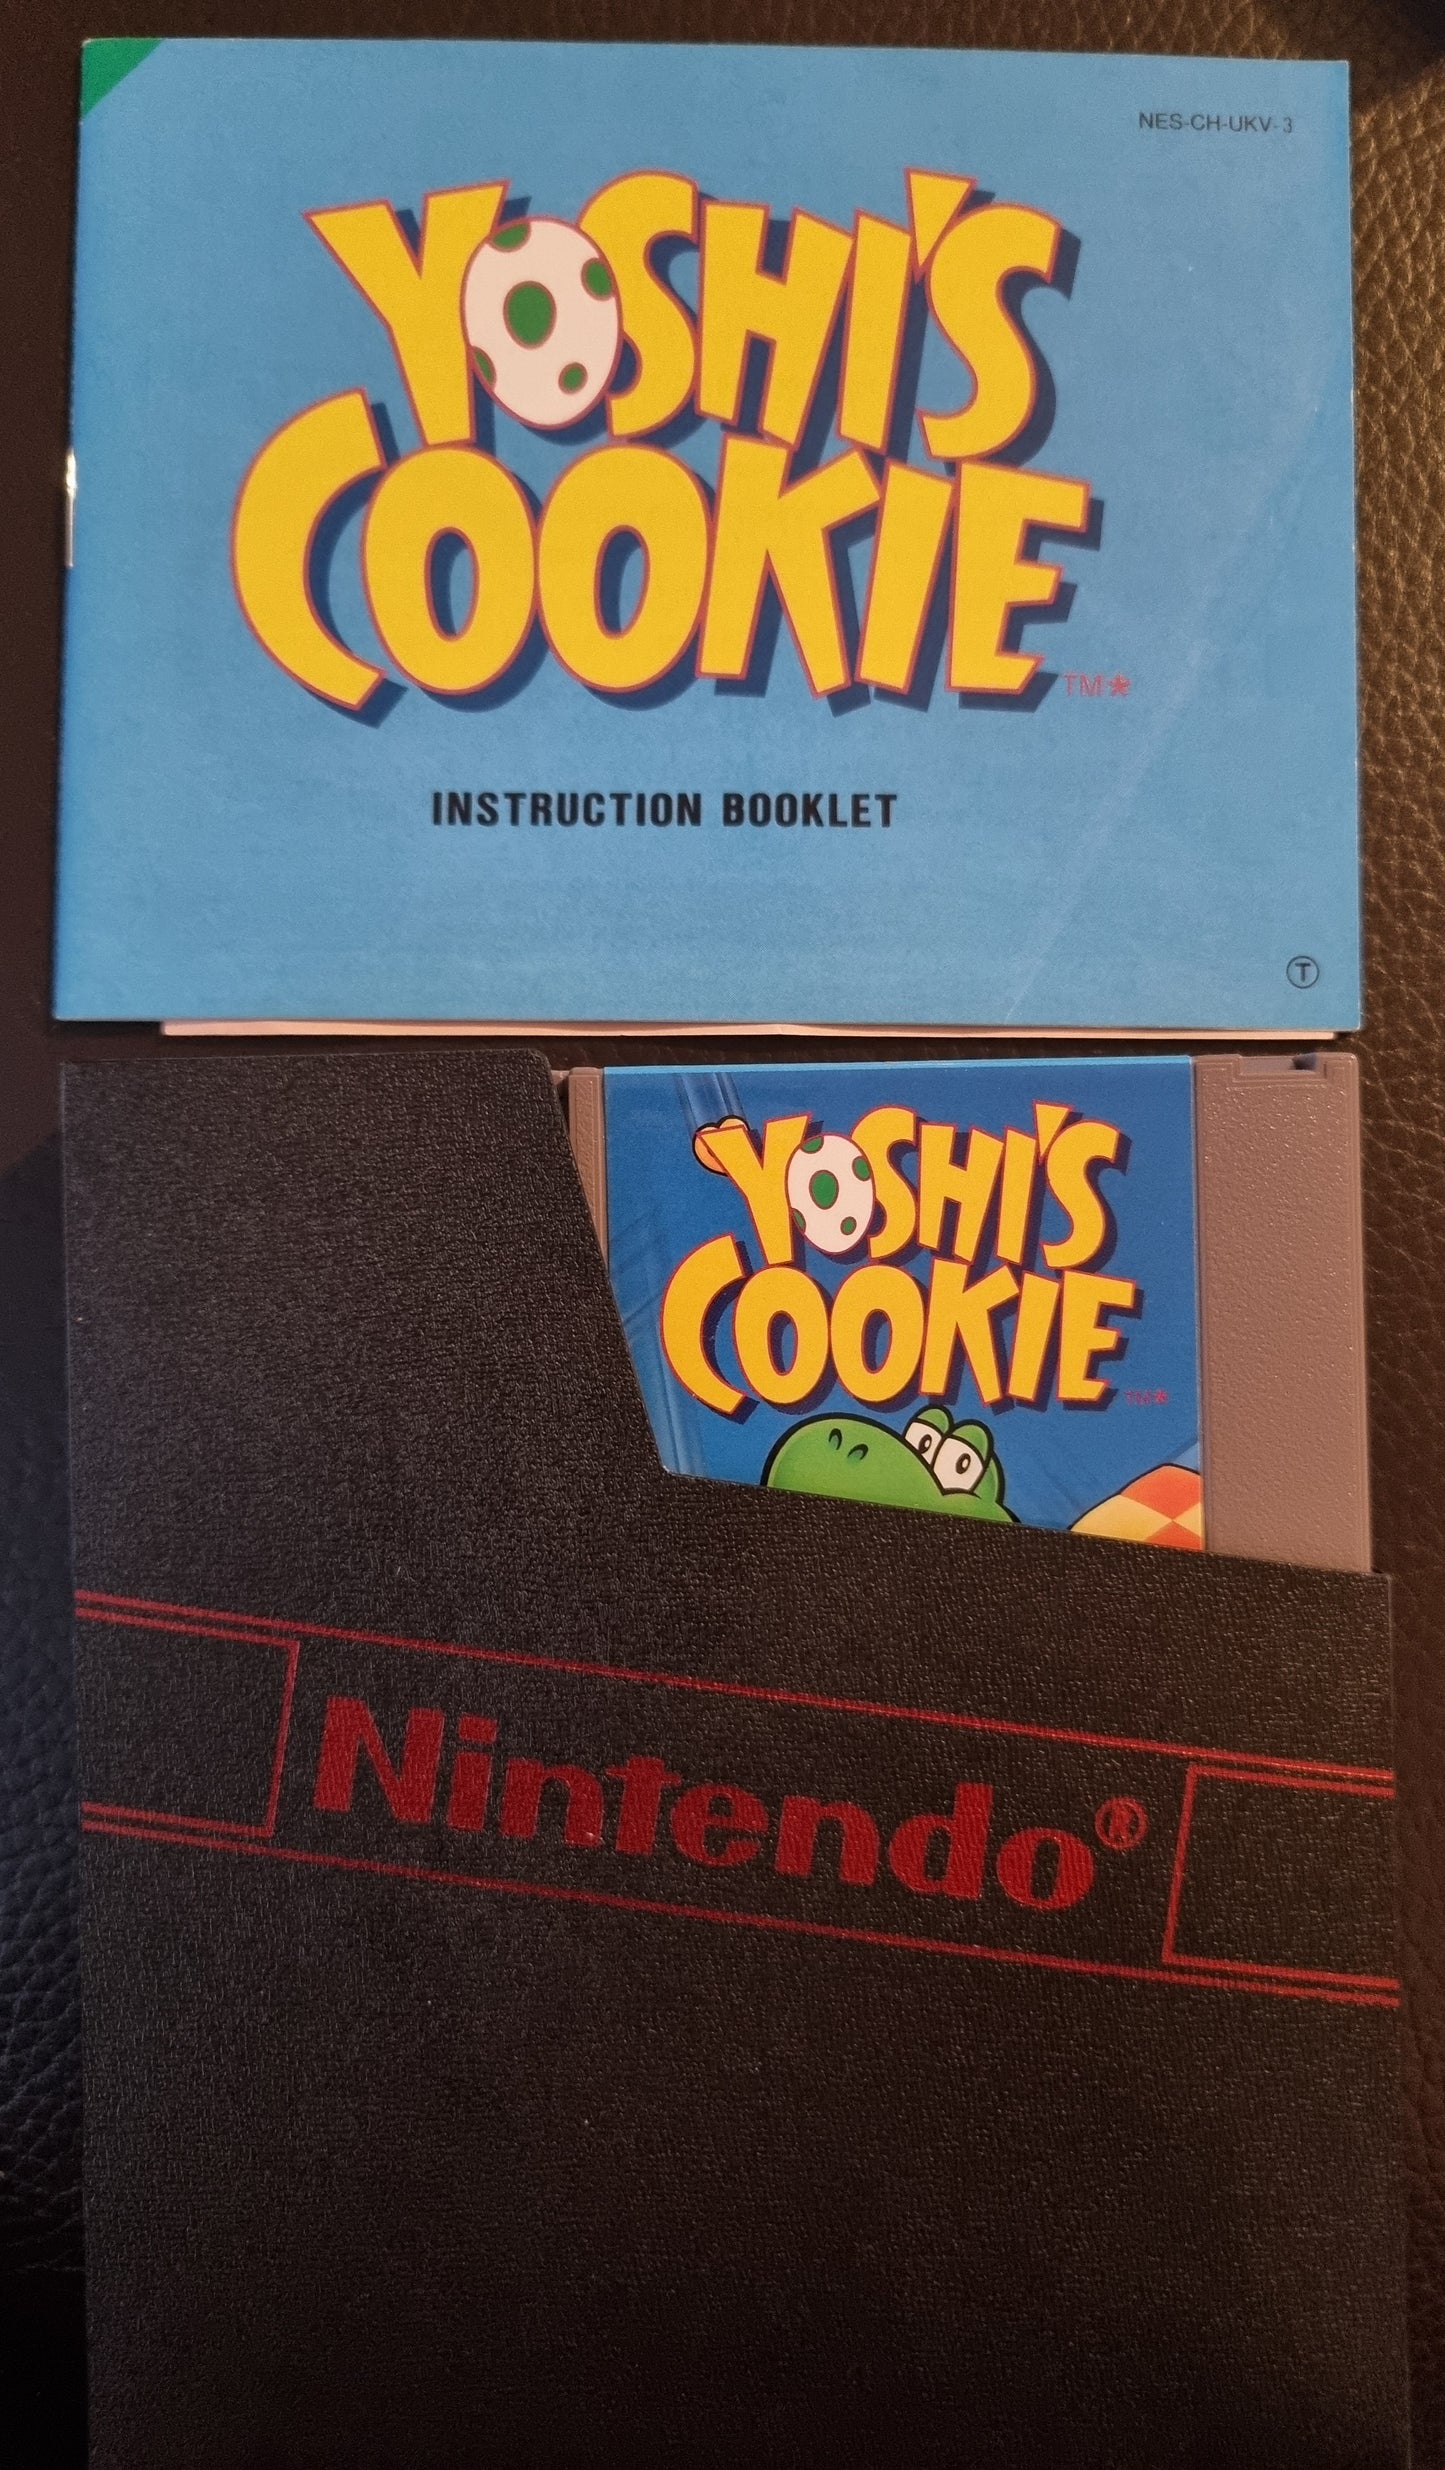 NES-CH-UKV-3
YOSHI'S
COOKIE
TM*
INSTRUCTION BOOKLET
T
YOSHI'S
COOKIE
TM*
Nintendo®